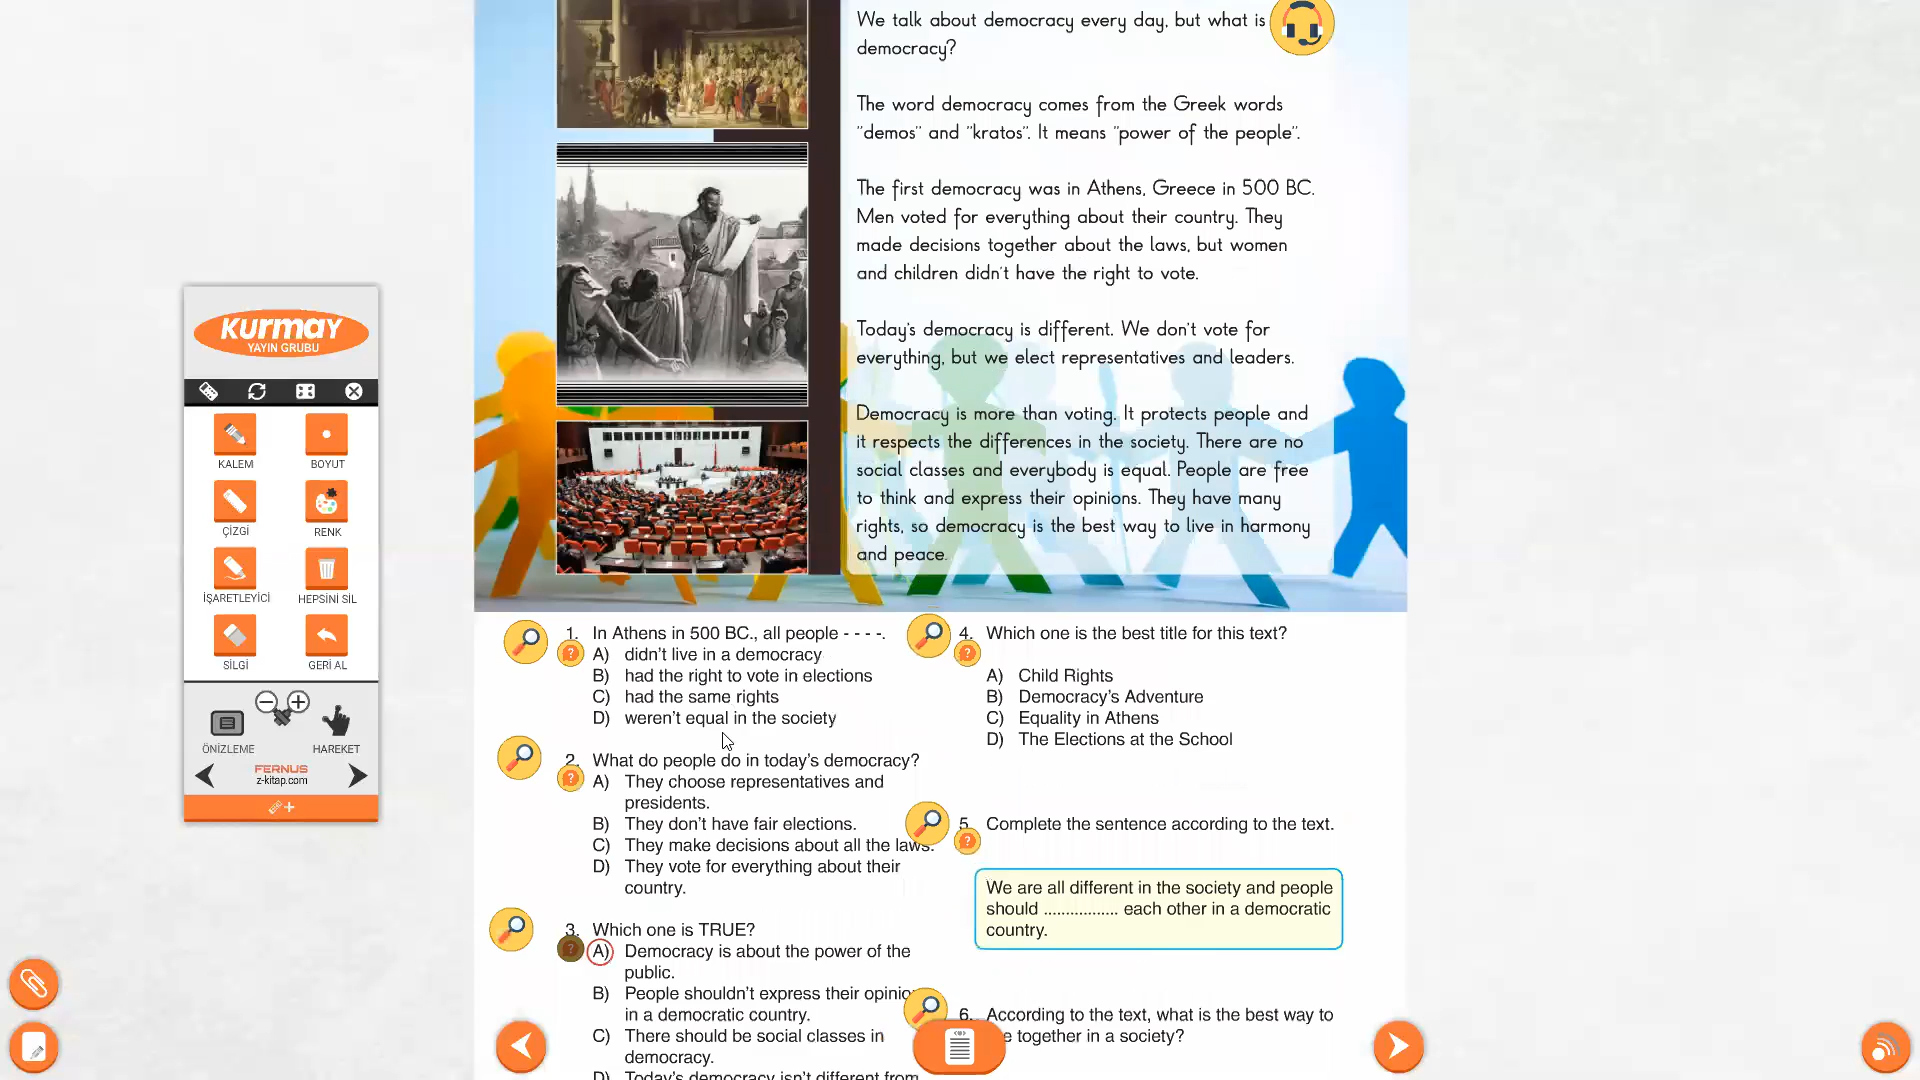 We talk about democracy every day, but what is
democracy?
The word democracy comes from the Greek words
"demos" and "kratos". It means "power of the people".
The first democracy was in Athens, Greece in 500 BC.
Men voted for everything about their country. They
made decisions together about the laws, but women
and children didn't have the right to vote.
Today's democracy is different. We don't vote for
everything, but we elect representatives and leaders.
Democracy is more than voting. It protects people and
it respects the differences in the society. There are no
social classes and everybody is equal. People are free
to think and express their opinions. They have many
rights, so democracy is the best way to live in harmony
and peace.
KURMAY
YAYIN GRUBU
KALEM
BOYUT
ÇİZGİ
RENK
İŞARETLEYİCİ
HEPSİNİ SİL
SİLGİ
GERİ AL
ÖNİZLEME
HAREKET
FERNUS
z-kitap.com
1. In Athens in 500 BC., all people - - - -.
A) didn't live in a democracy
B) had the right to vote in elections
C) had the same rights
D) weren't equal in the society
2. What do people do in today's democracy?
A) They choose representatives and
presidents.
B) They don't have fair elections.
C) They make decisions about all the laws.
D) They vote for everything about their
country.
3. Which one is TRUE?
A) Democracy is about the power of the
public.
B) People shouldn't express their opinio
in a democratic country.
C) There should be social classes in
democracy.
D) Today's democracy isn't different from
4. Which one is the best title for this text?
A) Child Rights
B) Democracy's Adventure
C) Equality in Athens
D) The Elections at the School
5. Complete the sentence according to the text.
We are all different in the society and people
should ................. each other in a democratic
country.
6. According to the text, what is the best way to
e together in a society?